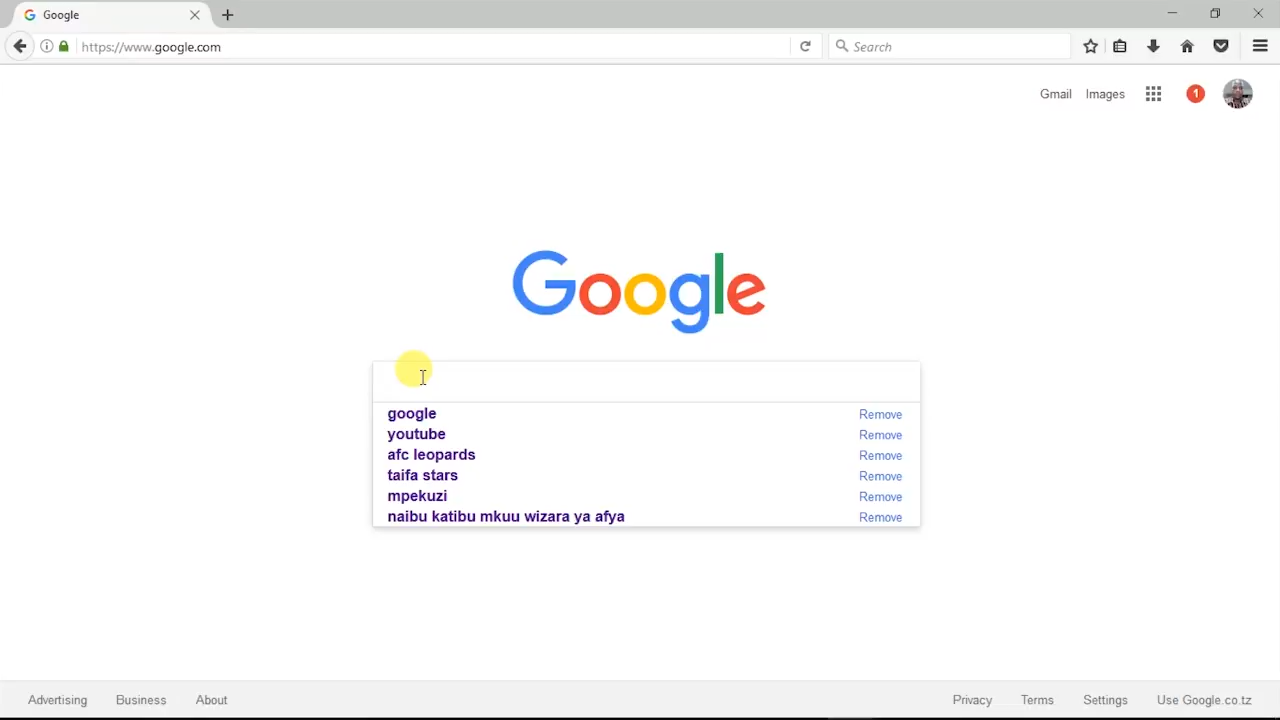 Google
https://www.google.com
Search
Gmail Images 1
Google
google Remove
youtube Remove
afc leopards Remove
taifa stars Remove
mpekuzi Remove
naibu katibu mkuu wizara ya afya Remove
Advertising Business About Privacy Terms Settings Use Google.co.tz